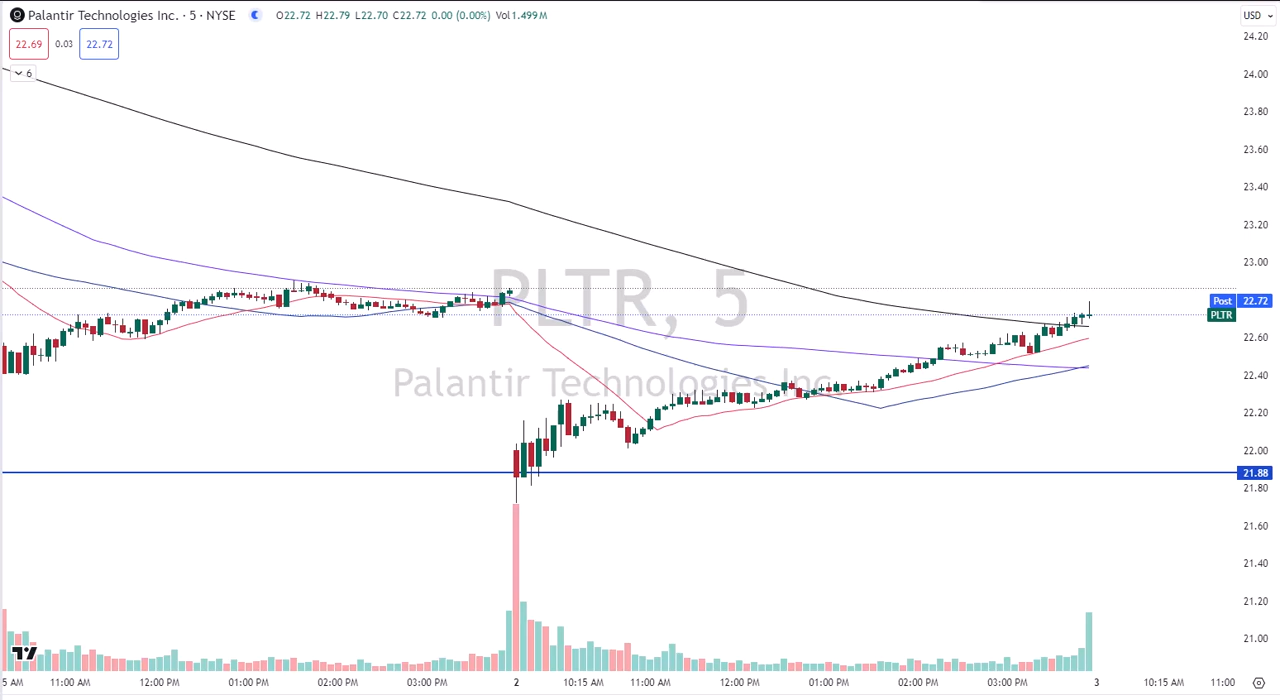 Palantir Technologies Inc. · 5 · NYSE O22.72 H22.79 L22.70 C22.72 0.00 (0.00%) Vol1.499M USD
22.69 0.03 22.72
6
24.20
24.00
23.80
23.60
23.40
23.20
23.00
Post 22.72
PLTR
22.60
22.40
22.20
22.00
21.88
21.80
21.60
21.40
21.20
21.00
PLTR, 5
Palantir Technologies Inc.
5 AM 11:00 AM 12:00 PM 01:00 PM 02:00 PM 03:00 PM 2 10:15 AM 11:00 AM 12:00 PM 01:00 PM 02:00 PM 03:00 PM 3 10:15 AM 11:00